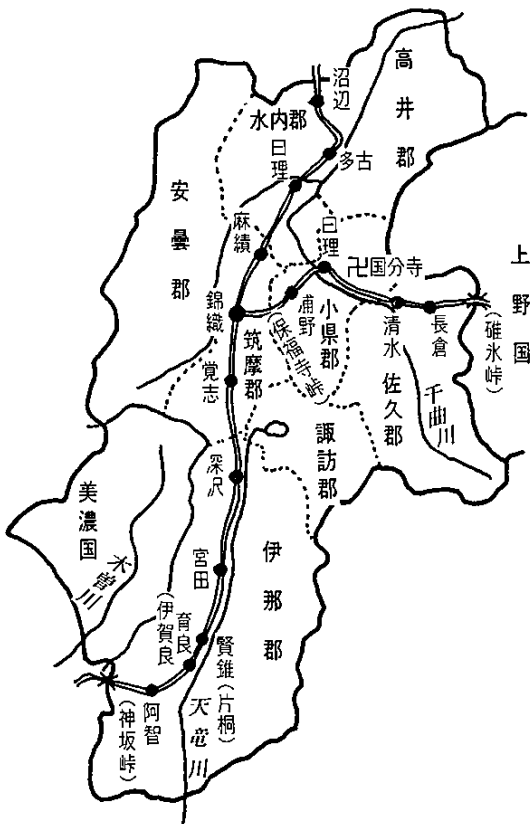 沼辺
高井郡
水内郡
曰理
多古
安曇郡
麻績
曰理
卍国分寺
上野国
錦織
浦野
(保福寺峠)
小県郡
清水
長倉
(碓氷峠)
筑摩郡
佐久郡
千曲川
覚志
諏訪郡
深沢
美濃国
木曽川
宮田
伊那郡
育良
(伊賀良)
賢錐(片桐)
阿智
(神坂峠)
天竜川